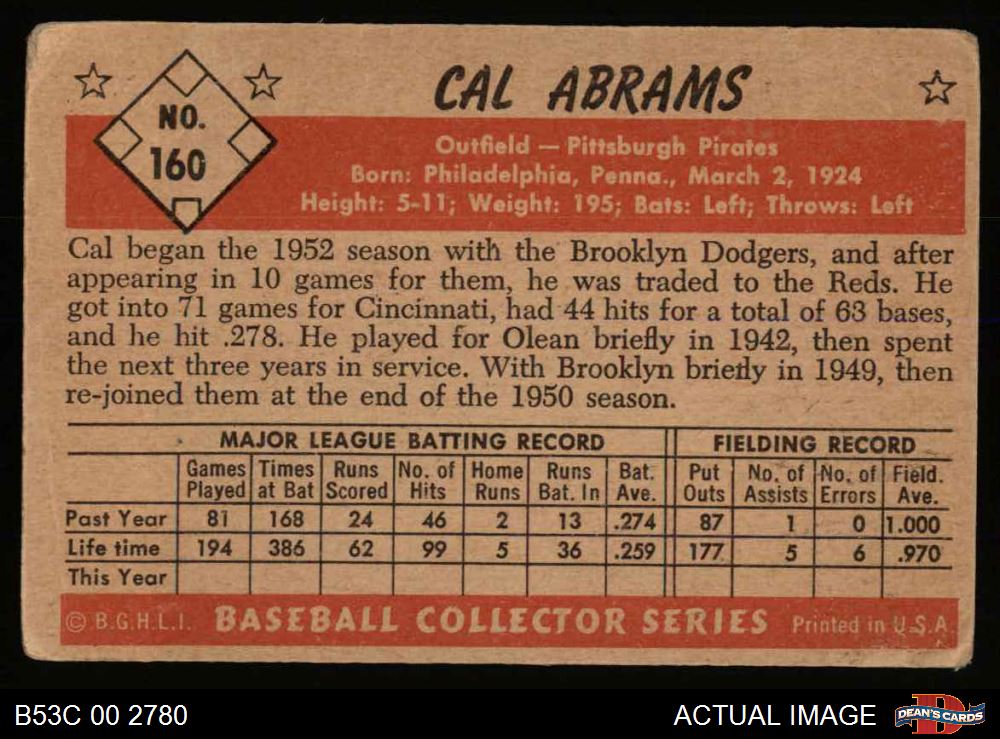 CAL ABRAMS
NO.
160
Outfield — Pittsburgh Pirates
Born: Philadelphia, Penna., March 2, 1924
Height: 5-11; Weight: 195; Bats: Left; Throws: Left
Cal began the 1952 season with the Brooklyn Dodgers, and after
appearing in 10 games for them, he was traded to the Reds. He
got into 71 games for Cincinnati, had 44 hits for a total of 63 bases,
and he hit .278. He played for Olean briefly in 1942, then spent
the next three years in service. With Brooklyn briefly in 1949, then
re-joined them at the end of the 1950 season.
MAJOR LEAGUE BATTING RECORD FIELDING RECORD
Games Times Runs No. of Home Runs Bat. Put No. of No. of Field.
Played at Bat Scored Hits Runs Bat. In Ave. Outs Assists Errors Ave.
Past Year 81 168 24 46 2 13 .274 87 1 0 1.000
Life time 194 386 62 99 5 36 .259 177 5 6 .970
This Year
© B.G.H.L.I. BASEBALL COLLECTOR SERIES Printed in U.S.A.
B53C 00 2780 ACTUAL IMAGE DEAN'S CARDS